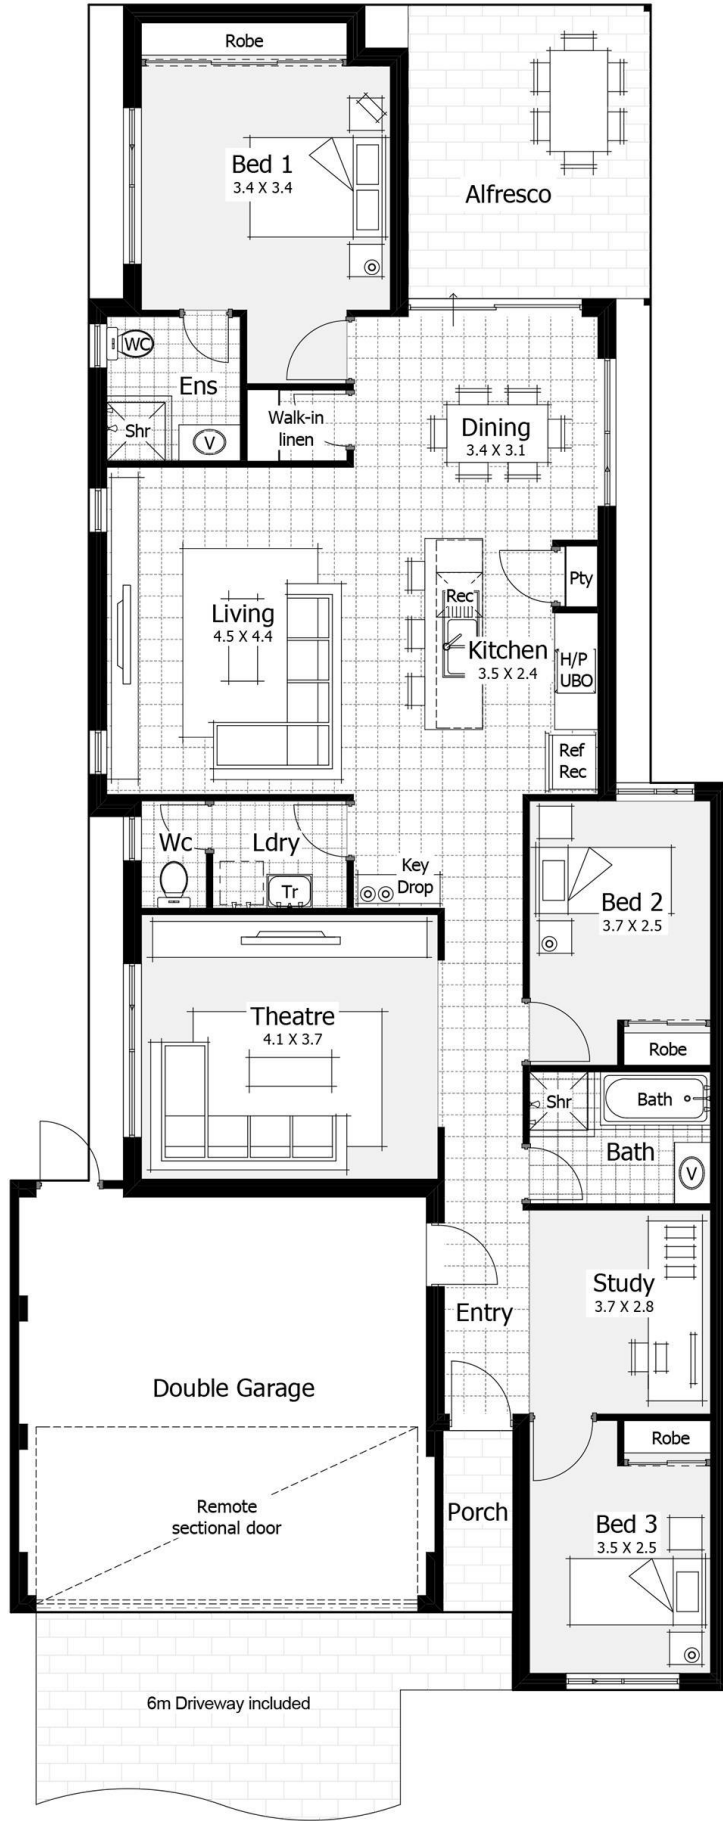 Robe
Bed 1
3.4 X 3.4
Alfresco
WC
Ens
Shr
V
Walk-in
linen
Dining
3.4 X 3.1
Pty
Living
4.5 X 4.4
Rec
Kitchen
3.5 X 2.4
H/P
UBO
Ref
Rec
Wc
Ldry
Tr
Key
Drop
Bed 2
3.7 X 2.5
Robe
Theatre
4.1 X 3.7
Shr
Bath
Bath
V
Study
3.7 X 2.8
Entry
Double Garage
Robe
Remote
sectional door
Porch
Bed 3
3.5 X 2.5
6m Driveway included